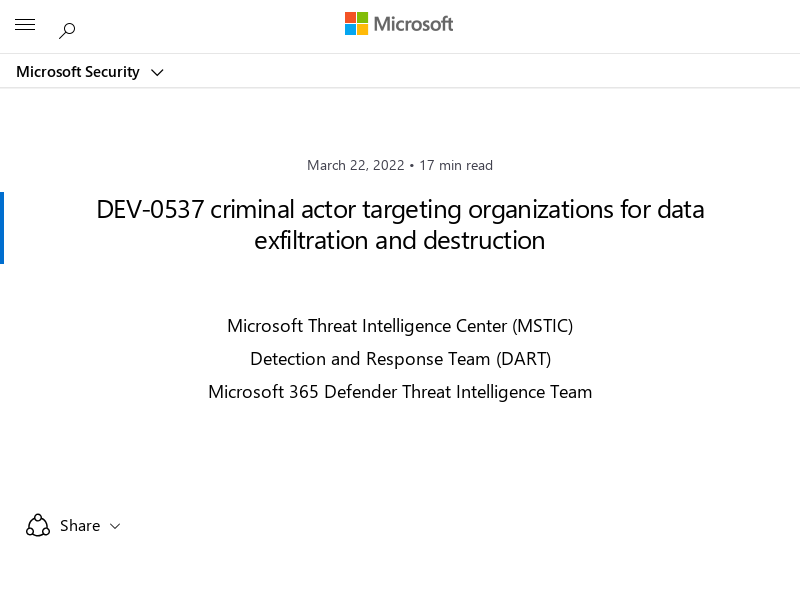 Microsoft
Microsoft Security
March 22, 2022 • 17 min read
DEV-0537 criminal actor targeting organizations for data
exfiltration and destruction
Microsoft Threat Intelligence Center (MSTIC)
Detection and Response Team (DART)
Microsoft 365 Defender Threat Intelligence Team
Share